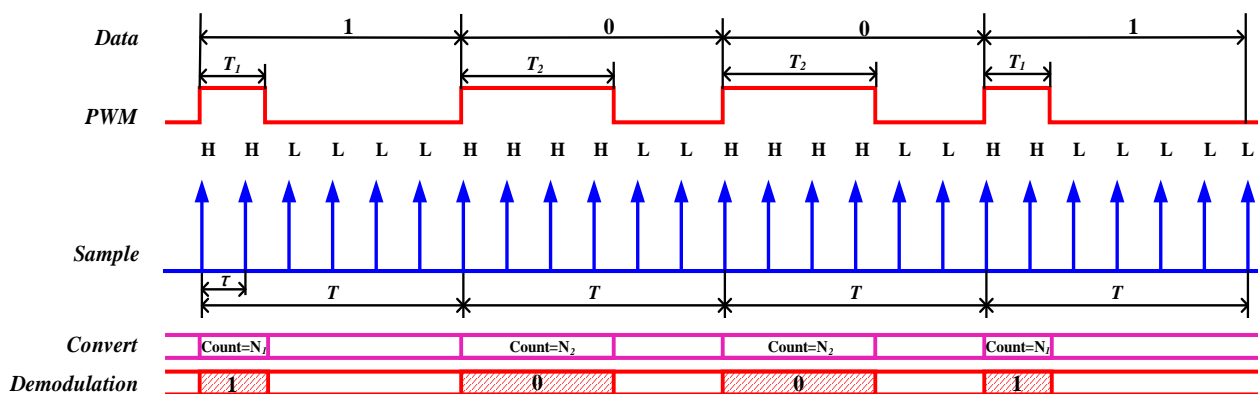 Data 1 0 0 1
T1 T2 T2 T1
PWM
H H L L L L H H H H L L H H H H L L H H L L L L L
Sample
τ T T T T
Convert Count=N1 Count=N2 Count=N2 Count=N1
Demodulation 1 0 0 1